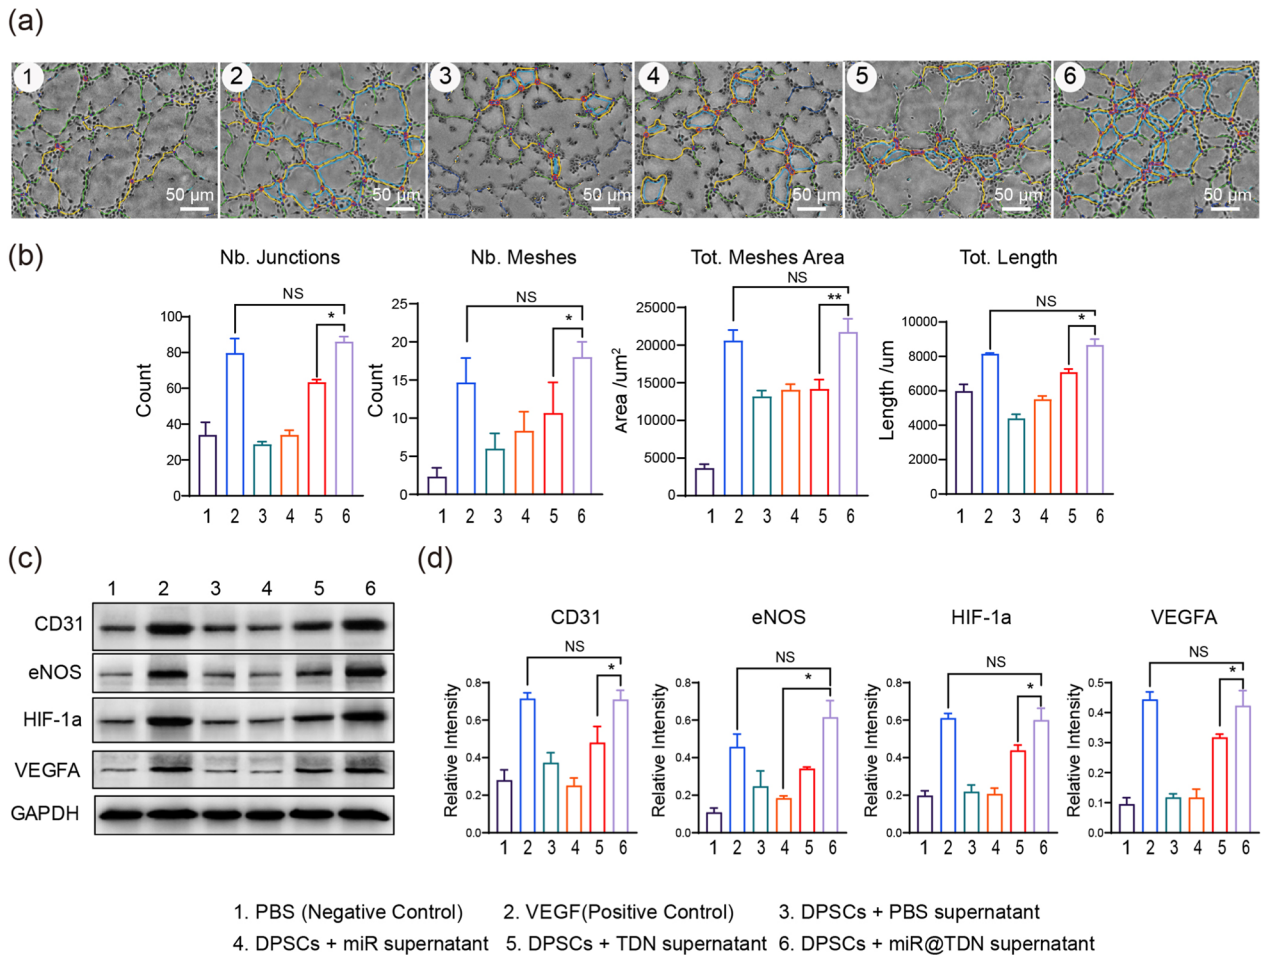 (a)
1 2 3 4 5 6
50 µm 50 µm 50 µm 50 µm 50 µm 50 µm
(b)
Nb. Junctions
NS
*
Count
100
80
60
40
20
0
1 2 3 4 5 6
Nb. Meshes
NS
*
Count
25
20
15
10
5
0
1 2 3 4 5 6
Tot. Meshes Area
NS
**
Area /um²
25000
20000
15000
10000
5000
0
1 2 3 4 5 6
Tot. Length
NS
*
Length /um
10000
8000
6000
4000
2000
0
1 2 3 4 5 6
(c)
1 2 3 4 5 6
CD31
eNOS
HIF-1a
VEGFA
GAPDH
(d)
CD31
NS
*
Relative Intensity
0.8
0.6
0.4
0.2
0.0
1 2 3 4 5 6
eNOS
NS
*
Relative Intensity
0.8
0.6
0.4
0.2
0.0
1 2 3 4 5 6
HIF-1a
NS
*
Relative Intensity
0.8
0.6
0.4
0.2
0.0
1 2 3 4 5 6
VEGFA
NS
*
Relative Intensity
0.5
0.4
0.3
0.2
0.1
0.0
1 2 3 4 5 6
1. PBS (Negative Control) 2. VEGF(Positive Control) 3. DPSCs + PBS supernatant
4. DPSCs + miR supernatant 5. DPSCs + TDN supernatant 6. DPSCs + miR@TDN supernatant